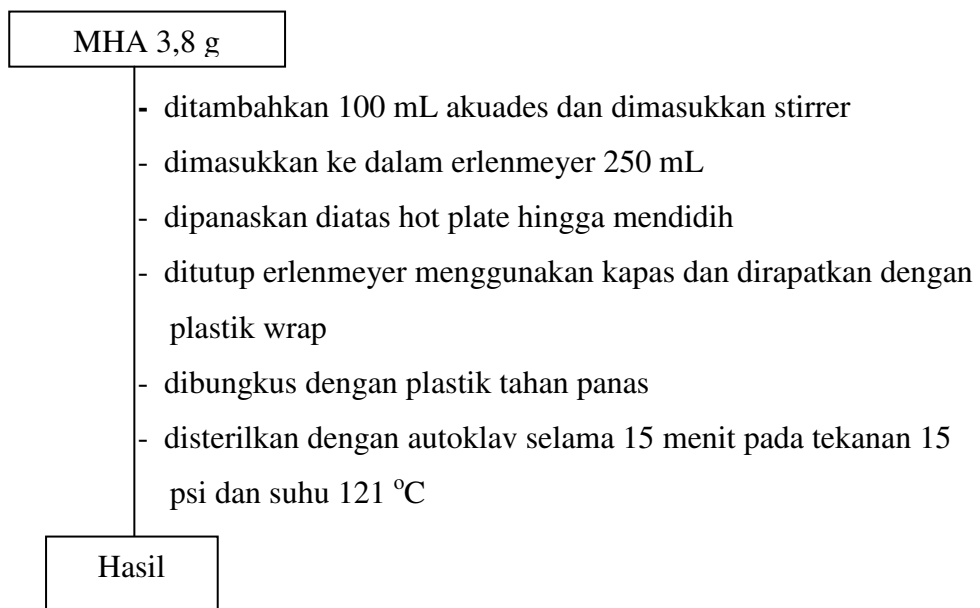 MHA 3,8 g
- ditambahkan 100 mL akuades dan dimasukkan stirrer
- dimasukkan ke dalam erlenmeyer 250 mL
- dipanaskan diatas hot plate hingga mendidih
- ditutup erlenmeyer menggunakan kapas dan dirapatkan dengan
plastik wrap
- dibungkus dengan plastik tahan panas
- disterilkan dengan autoklav selama 15 menit pada tekanan 15
psi dan suhu 121 °C
Hasil